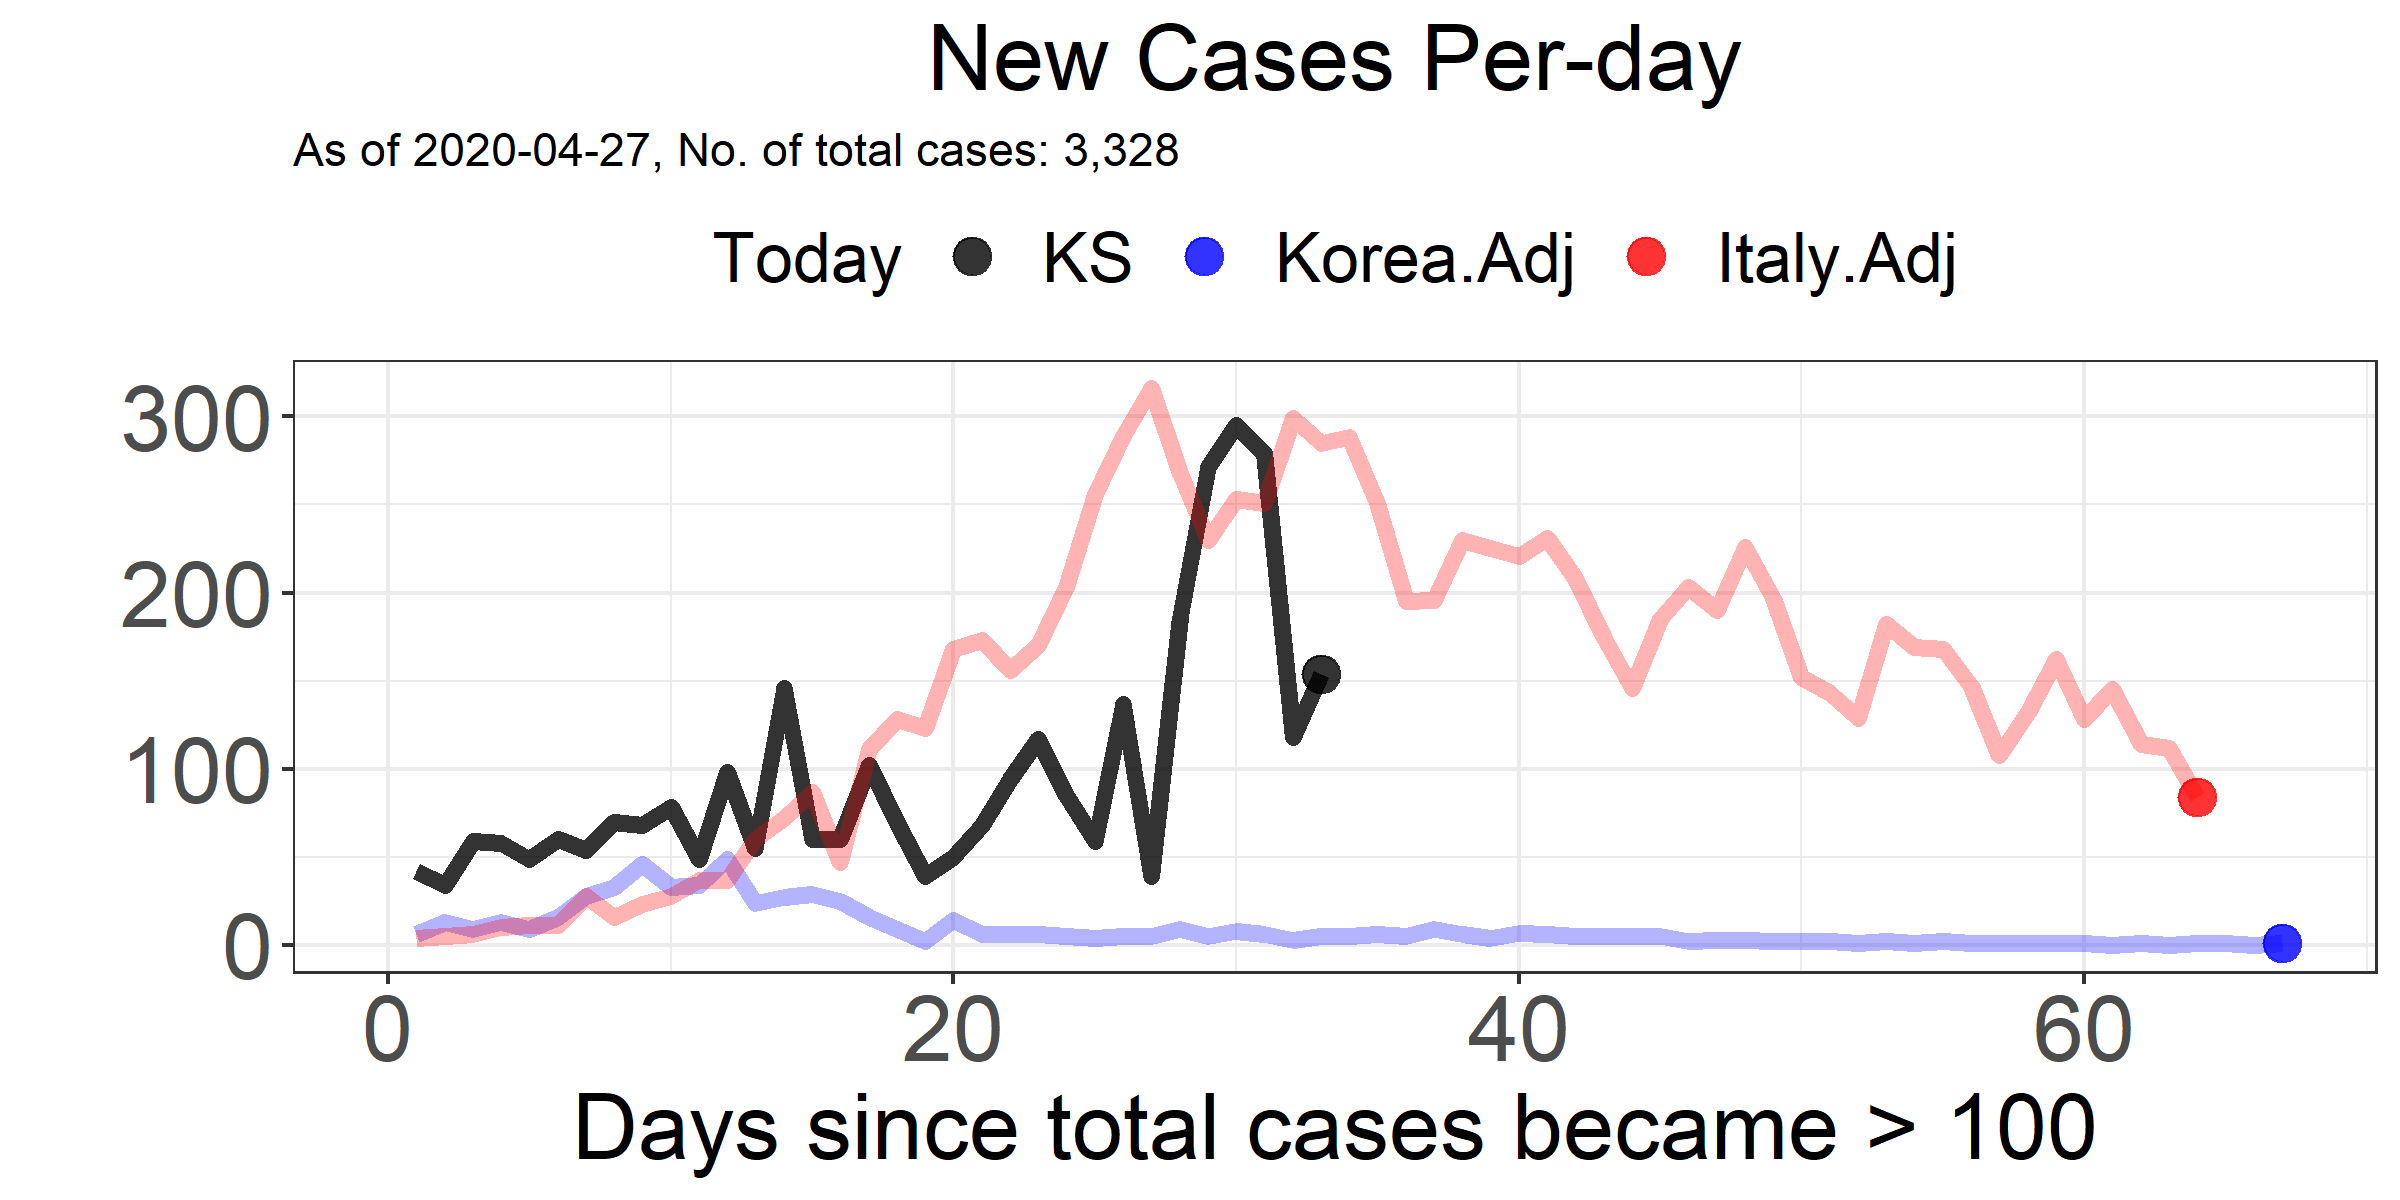 New Cases Per-day
As of 2020-04-27, No. of total cases: 3,328
Today KS Korea.Adj Italy.Adj
300
200
100
0
0 20 40 60
Days since total cases became > 100